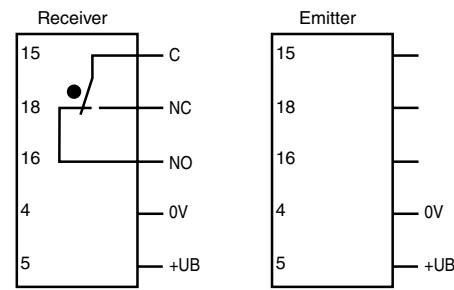 Receiver
15 C
18 NC
16 NO
4 0V
5 +UB
Emitter
15
18
16
4 0V
5 +UB